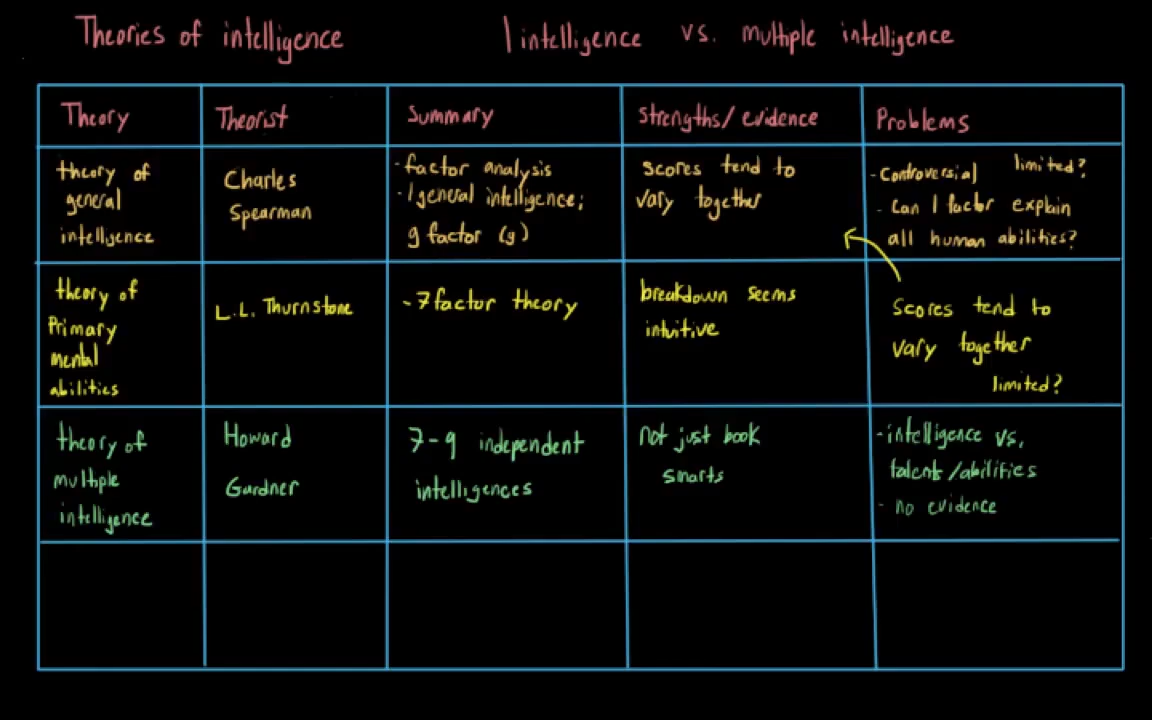 Theories of intelligence
1 intelligence vs. multiple intelligence
Theory
Theorist
Summary
Strengths/evidence
Problems
theory of
general
intelligence
Charles
Spearman
-factor analysis
-1 general intelligence;
g factor (g)
scores tend to
vary together
-Controversial limited?
-Can 1 factor explain
all human abilities?
theory of
Primary
mental
abilities
L.L. Thurnstone
-7 factor theory
breakdown seems
intuitive
scores tend to
vary together
limited?
theory of
multiple
intelligence
Howard
Gardner
7-9 independent
intelligences
not just book
smarts
-intelligence vs.
talents/abilities
- no evidence